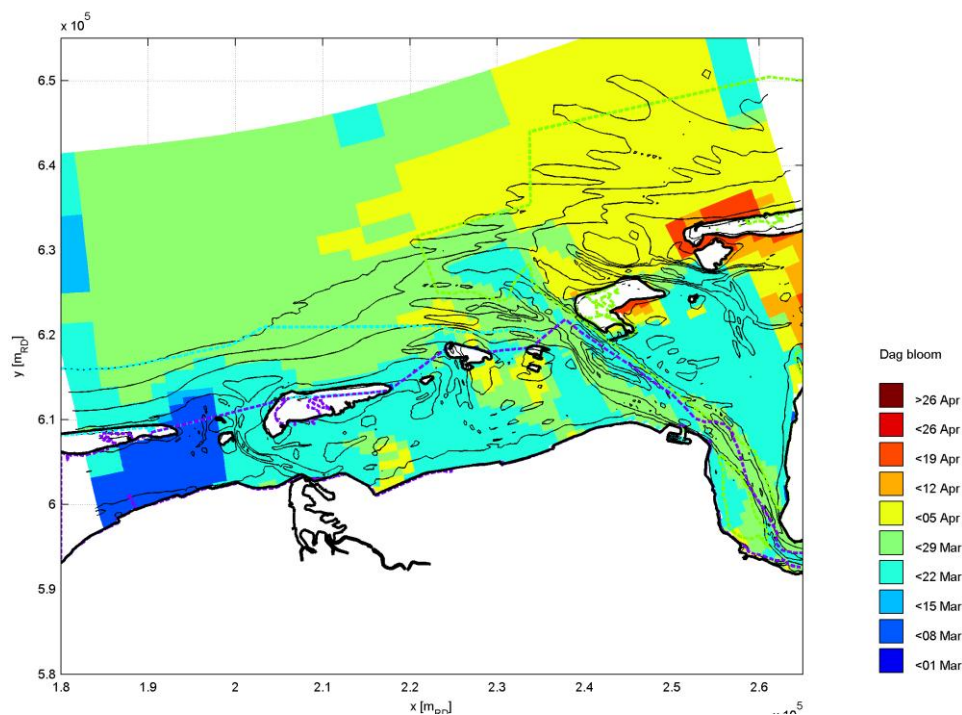 x 10⁵
6.5
6.4
6.3
6.2
6.1
6
5.9
5.8
y [m_RD]
1.8 1.9 2 2.1 2.2 2.3 2.4 2.5 2.6
x [m_RD]
x 10⁵
Dag bloom
>26 Apr
<26 Apr
<19 Apr
<12 Apr
<05 Apr
<29 Mar
<22 Mar
<15 Mar
<08 Mar
<01 Mar